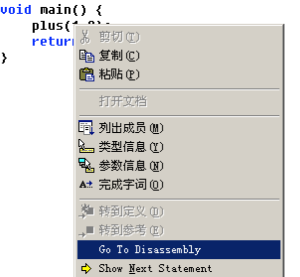 void main() {
plus(1,8);
retur
}
剪切(T)
复制(C)
粘贴(P)
打开文档
列出成员(M)
类型信息(Y)
参数信息(N)
完成字词(O)
转到定义(D)
转到参考(E)
Go To Disassembly
Show Next Statement